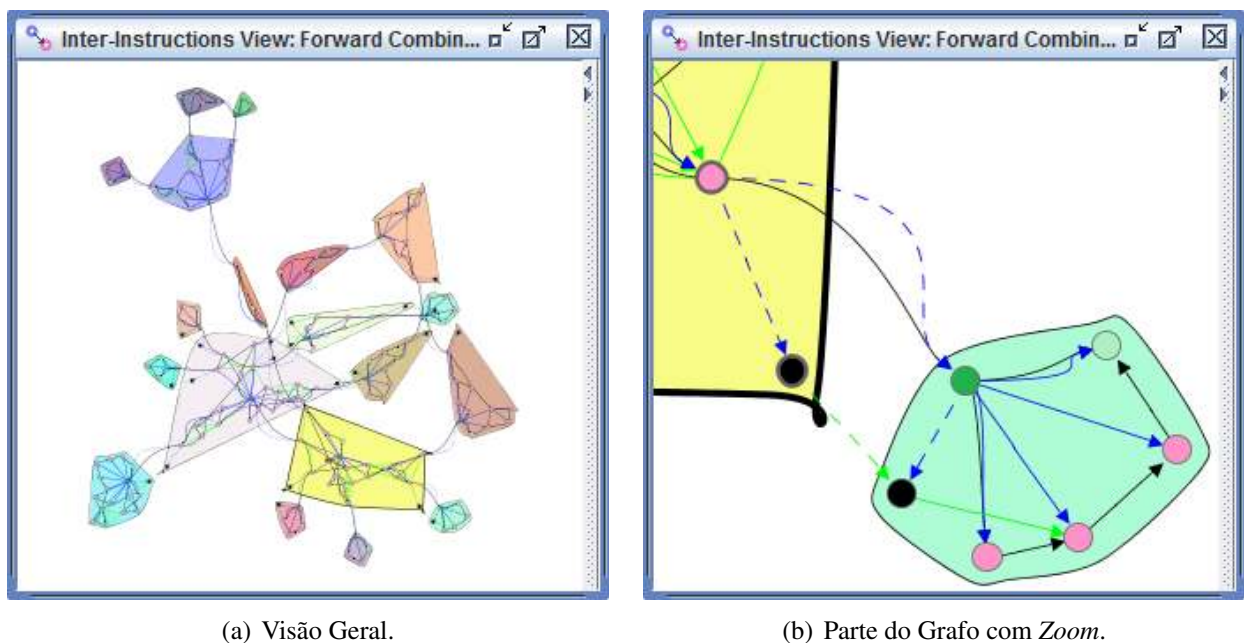 Inter-Instructions View: Forward Combin...
Inter-Instructions View: Forward Combin...
(a) Visão Geral.
(b) Parte do Grafo com Zoom.